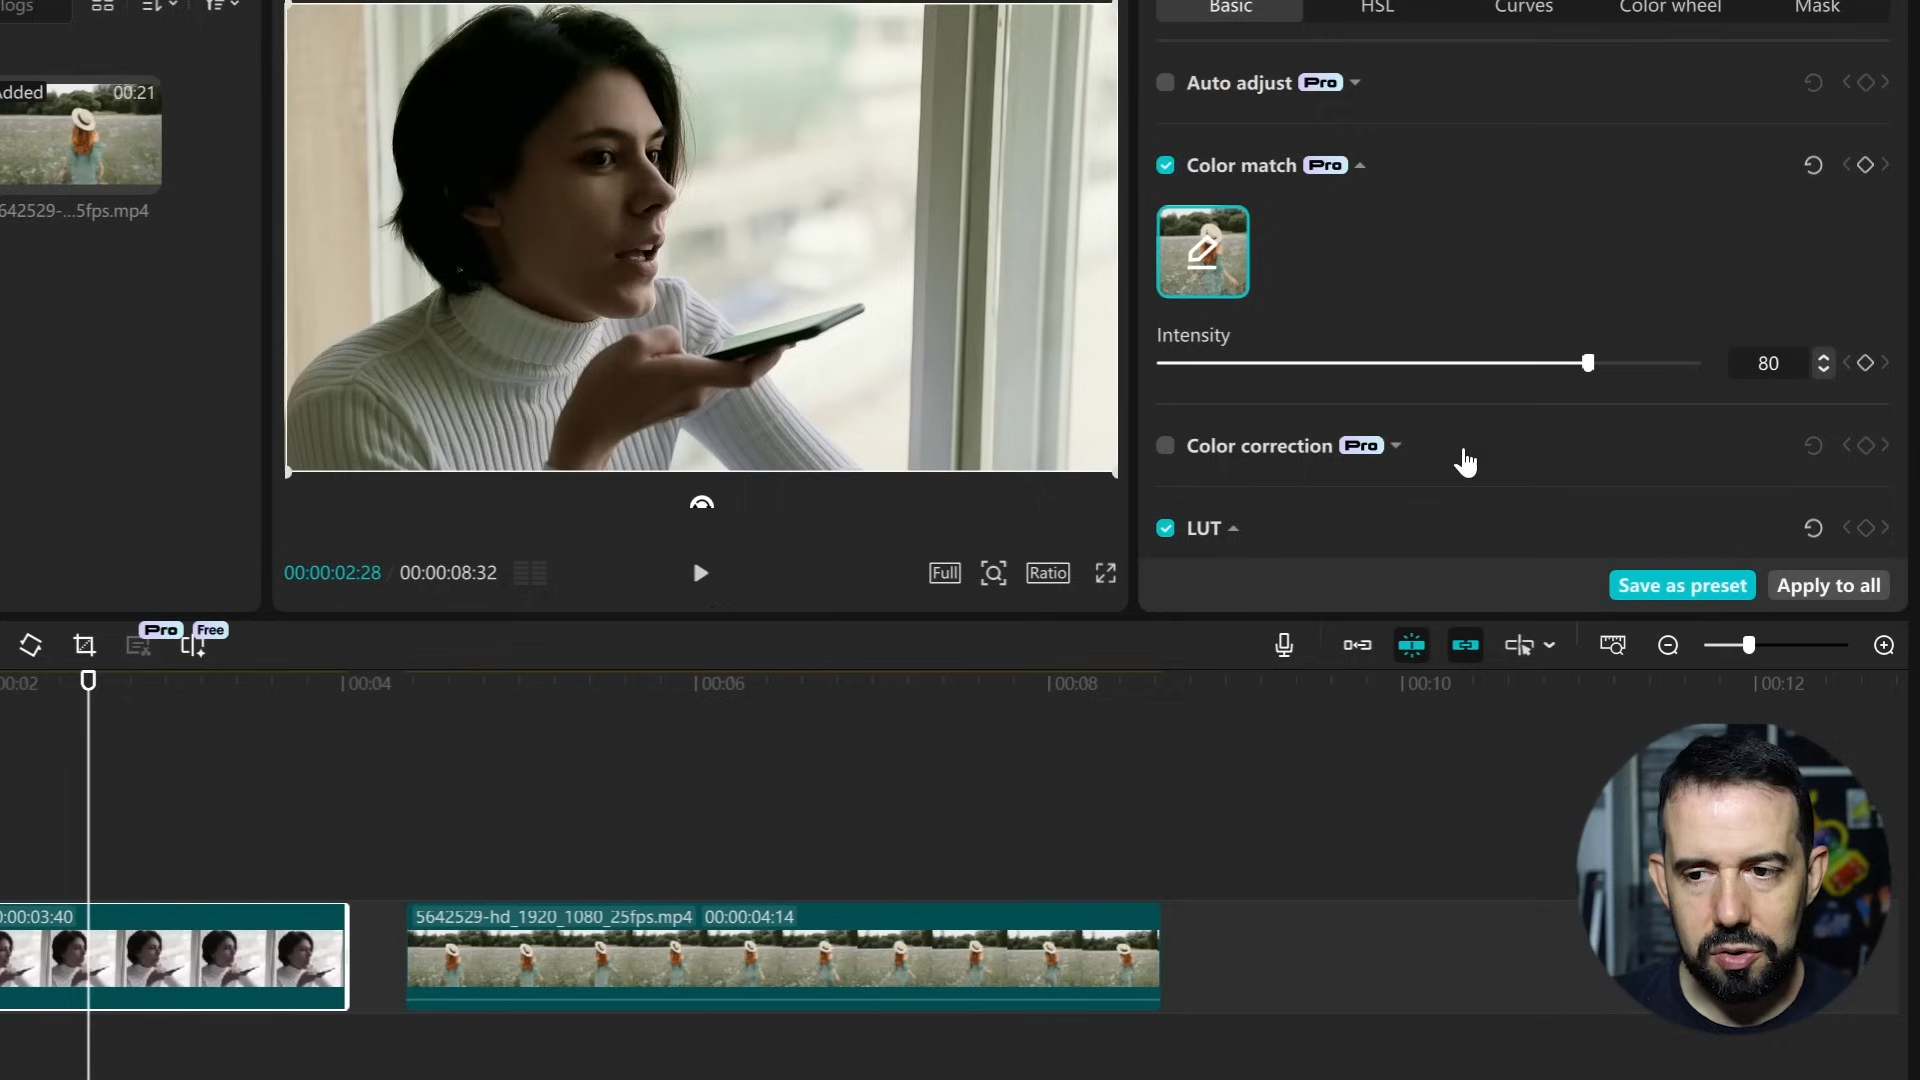 logs
Basic HSL Curves Color wheel Mask
Added 00:21
642529-...5fps.mp4
Auto adjust Pro
Color match Pro
Intensity
80
Color correction Pro
LUT
00:00:02:28 / 00:00:08:32
Full Ratio
Save as preset Apply to all
Pro Free
00:02 00:04 00:06 00:08 00:10 00:12
0:00:03:40
5642529-hd_1920_1080_25fps.mp4 00:00:04:14